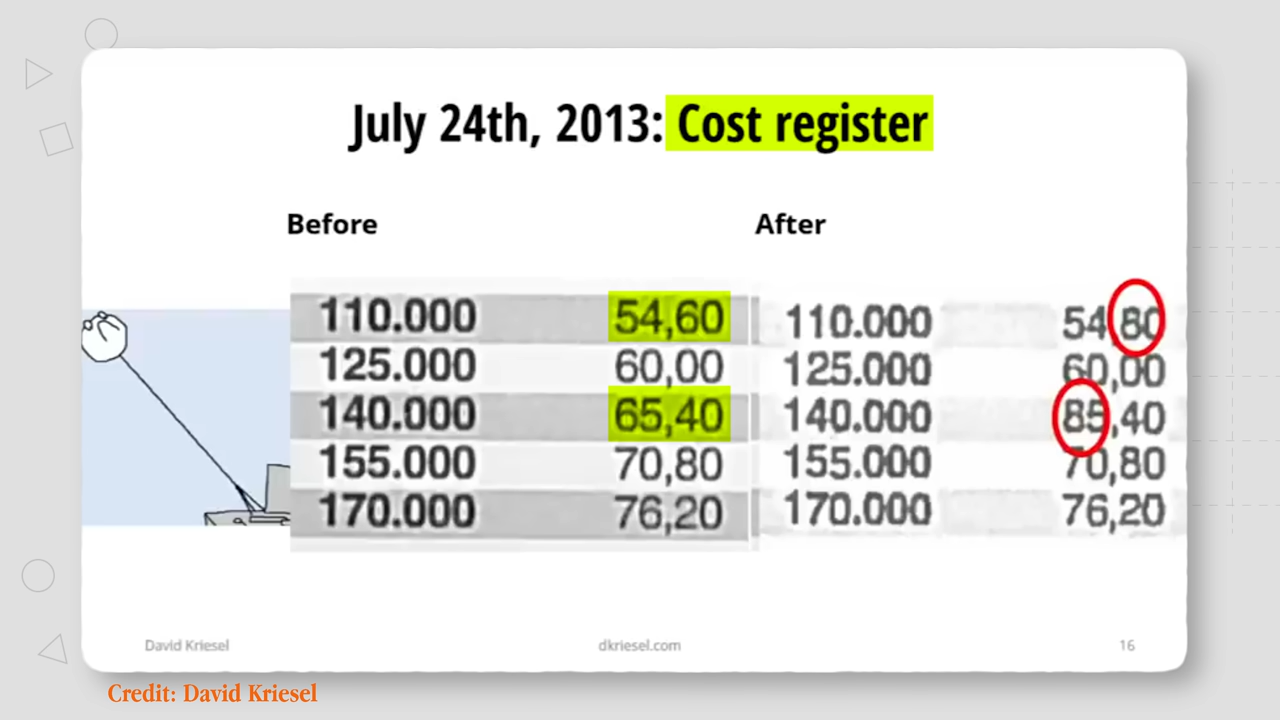 July 24th, 2013: Cost register
Before After
110.000 54,60 110.000 54,80
125.000 60,00 125.000 60,00
140.000 65,40 140.000 85,40
155.000 70,80 155.000 70,80
170.000 76,20 170.000 76,20
David Kriesel dkriesel.com 16
Credit: David Kriesel